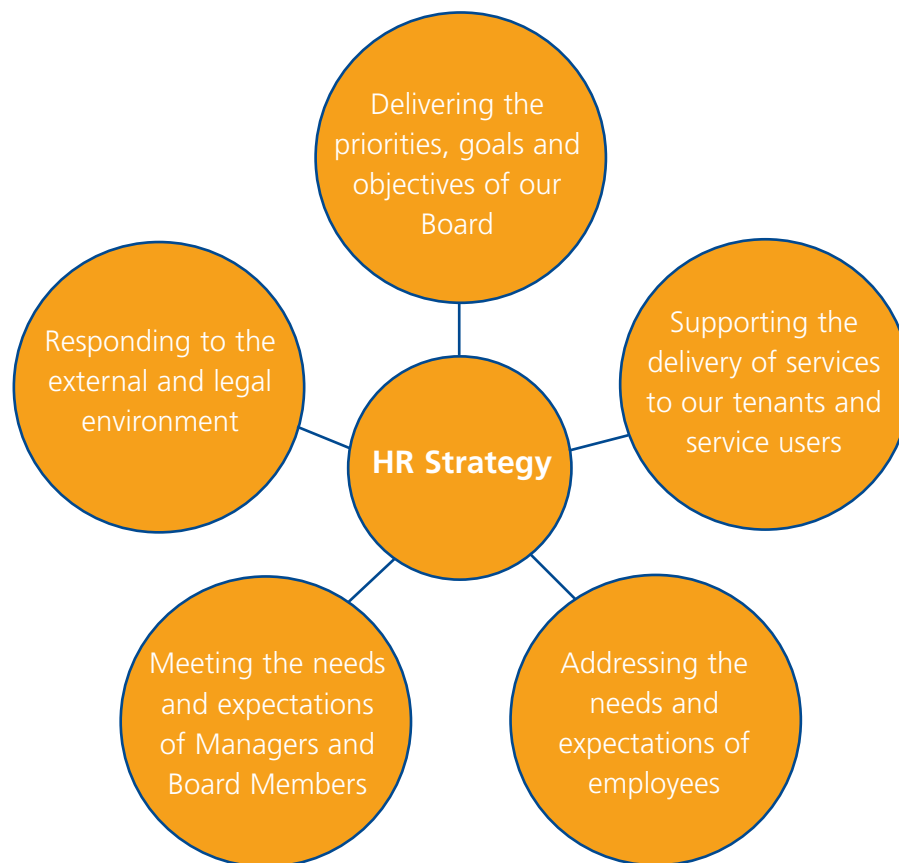 Delivering the
priorities, goals and
objectives of our
Board
Responding to the
external and legal
environment
Supporting the
delivery of services
to our tenants and
service users
HR Strategy
Meeting the needs
and expectations
of Managers and
Board Members
Addressing the
needs and
expectations of
employees